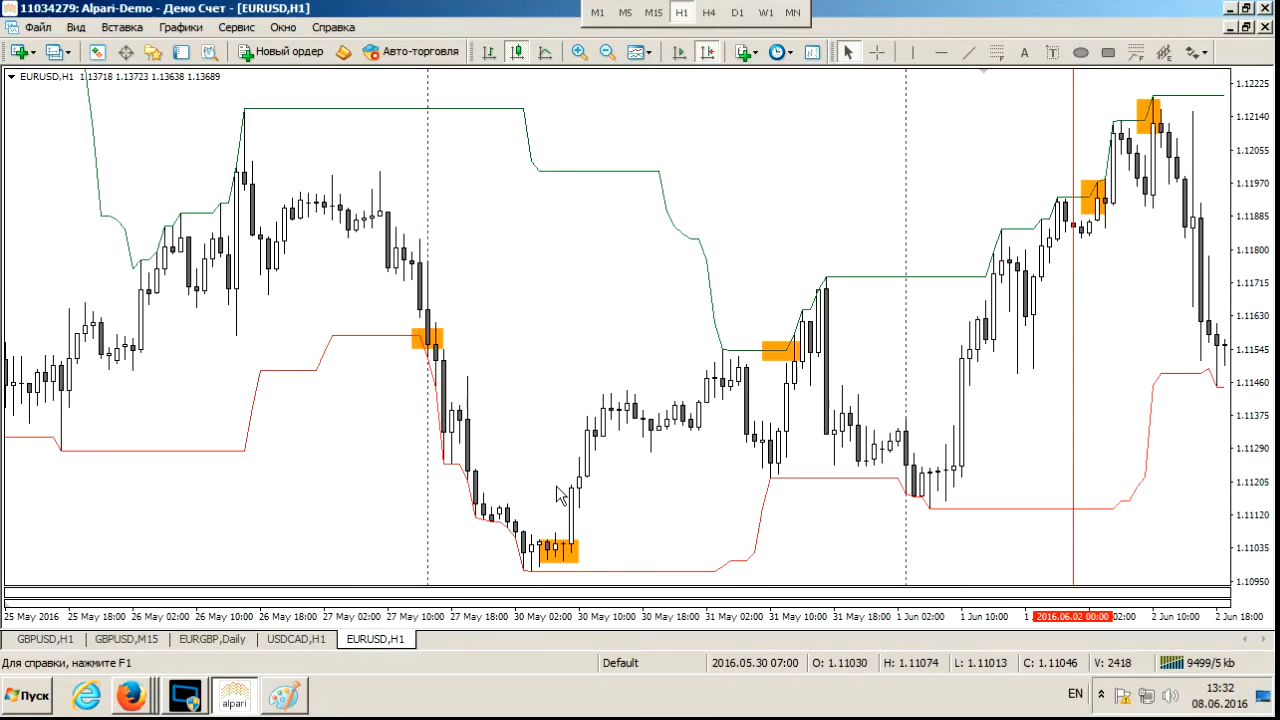 11034279: Alpari-Demo - Демо Счет - [EURUSD,H1]
M1 M5 M15 H1 H4 D1 W1 MN
Файл Вид Вставка Графики Сервис Окно Справка
Новый ордер Авто-торговля
EURUSD,H1 1.13718 1.13723 1.13638 1.13689
1.12225
1.12140
1.12055
1.11970
1.11885
1.11800
1.11715
1.11630
1.11545
1.11460
1.11375
1.11290
1.11205
1.11120
1.11035
1.10950
25 May 2016 25 May 18:00 26 May 02:00 26 May 10:00 26 May 18:00 27 May 02:00 27 May 10:00 27 May 18:00 30 May 02:00 30 May 10:00 30 May 18:00 31 May 02:00 31 May 10:00 31 May 18:00 1 Jun 02:00 1 Jun 10:00 2016.06.02 00:00 02:00 2 Jun 10:00 2 Jun 18:00
GBPUSD,H1 GBPUSD,M15 EURGBP,Daily USDCAD,H1 EURUSD,H1
Для справки, нажмите F1 Default 2016.05.30 07:00 O: 1.11030 H: 1.11074 L: 1.11013 C: 1.11046 V: 2418 9499/5 kb
Пуск alpari EN 13:32
08.06.2016